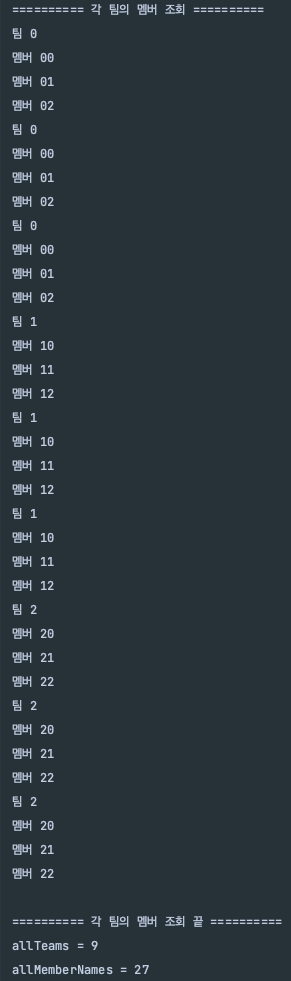 ========== 각 팀의 멤버 조회 ==========
팀 0
멤버 00
멤버 01
멤버 02
팀 0
멤버 00
멤버 01
멤버 02
팀 0
멤버 00
멤버 01
멤버 02
팀 1
멤버 10
멤버 11
멤버 12
팀 1
멤버 10
멤버 11
멤버 12
팀 1
멤버 10
멤버 11
멤버 12
팀 2
멤버 20
멤버 21
멤버 22
팀 2
멤버 20
멤버 21
멤버 22
팀 2
멤버 20
멤버 21
멤버 22
========== 각 팀의 멤버 조회 끝 ==========
allTeams = 9
allMemberNames = 27